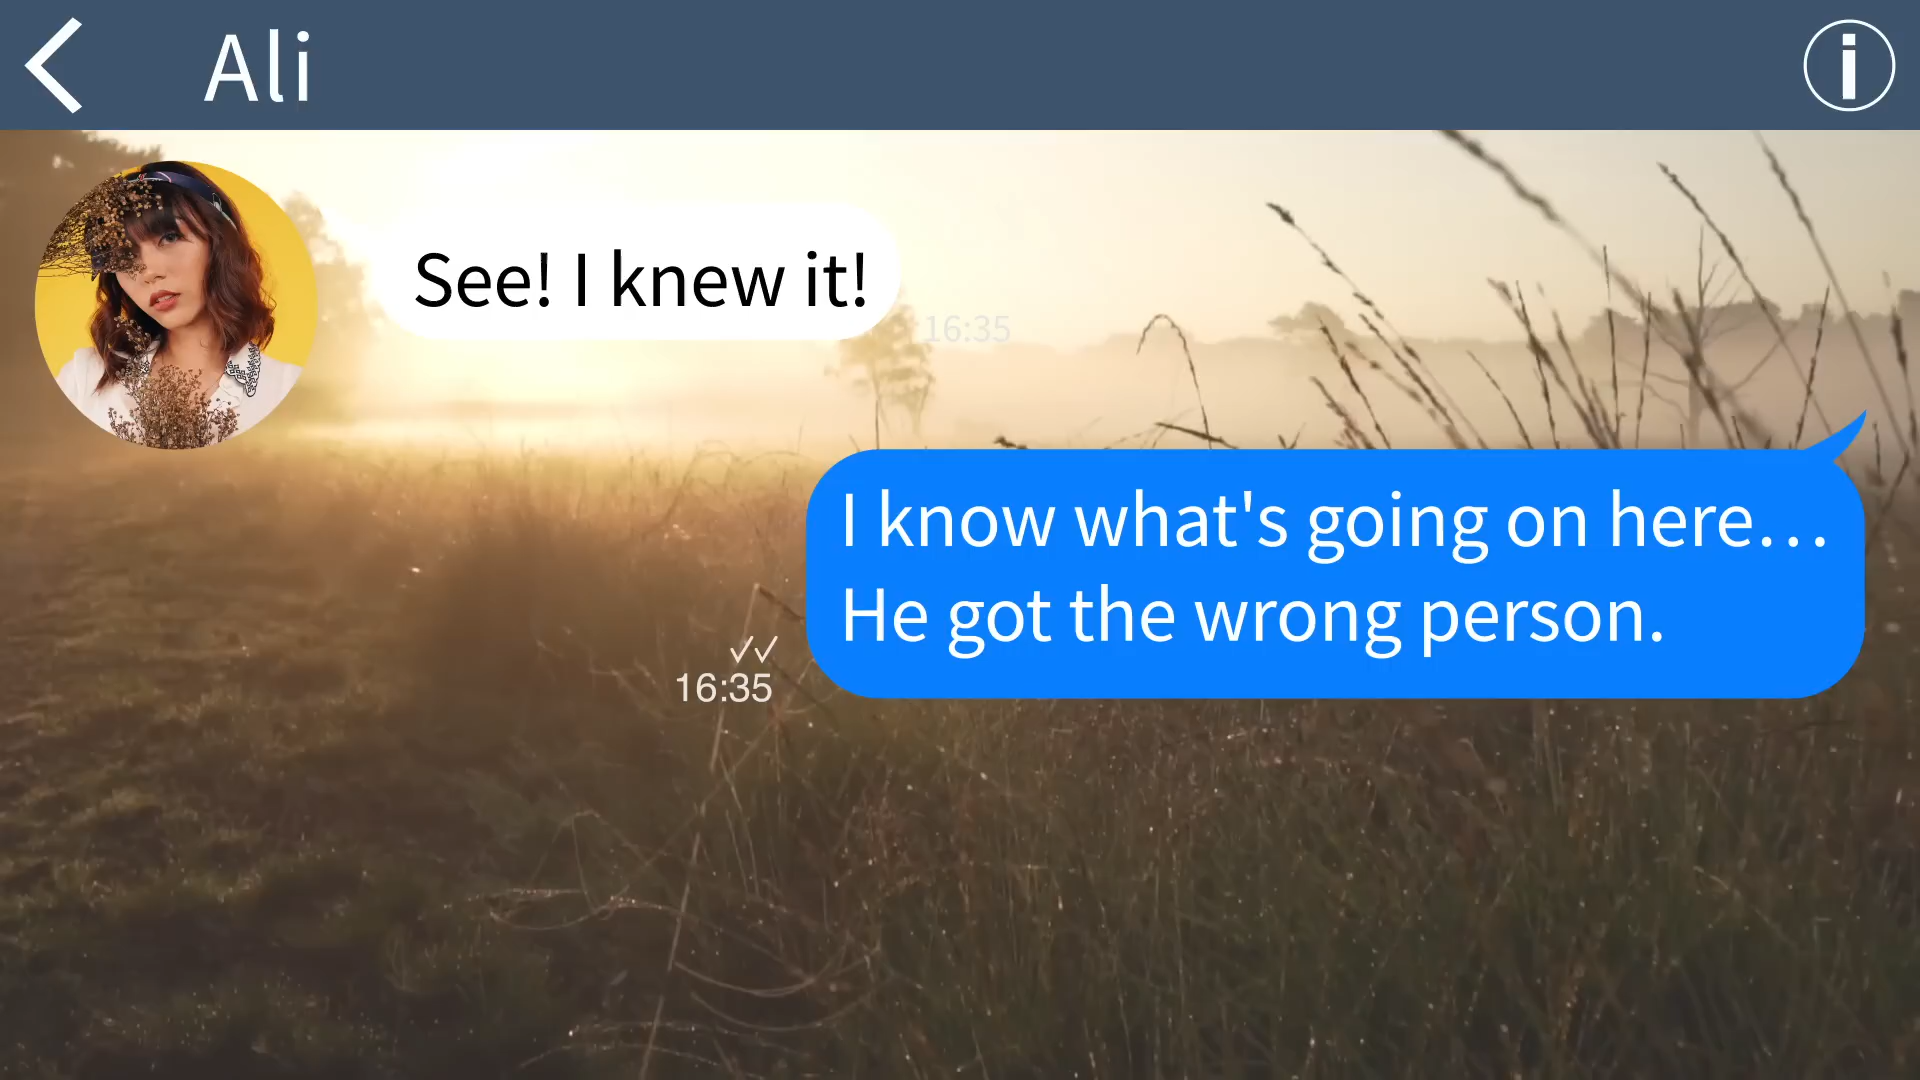 Ali
See! I knew it!
16:35
I know what's going on here…
He got the wrong person.
16:35